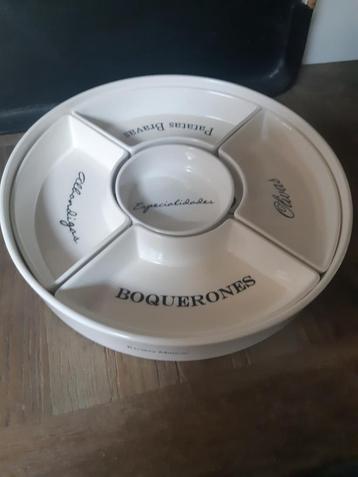 Patatas Bravas
Albondigas
Especialidades
Olivas
BOQUERONES